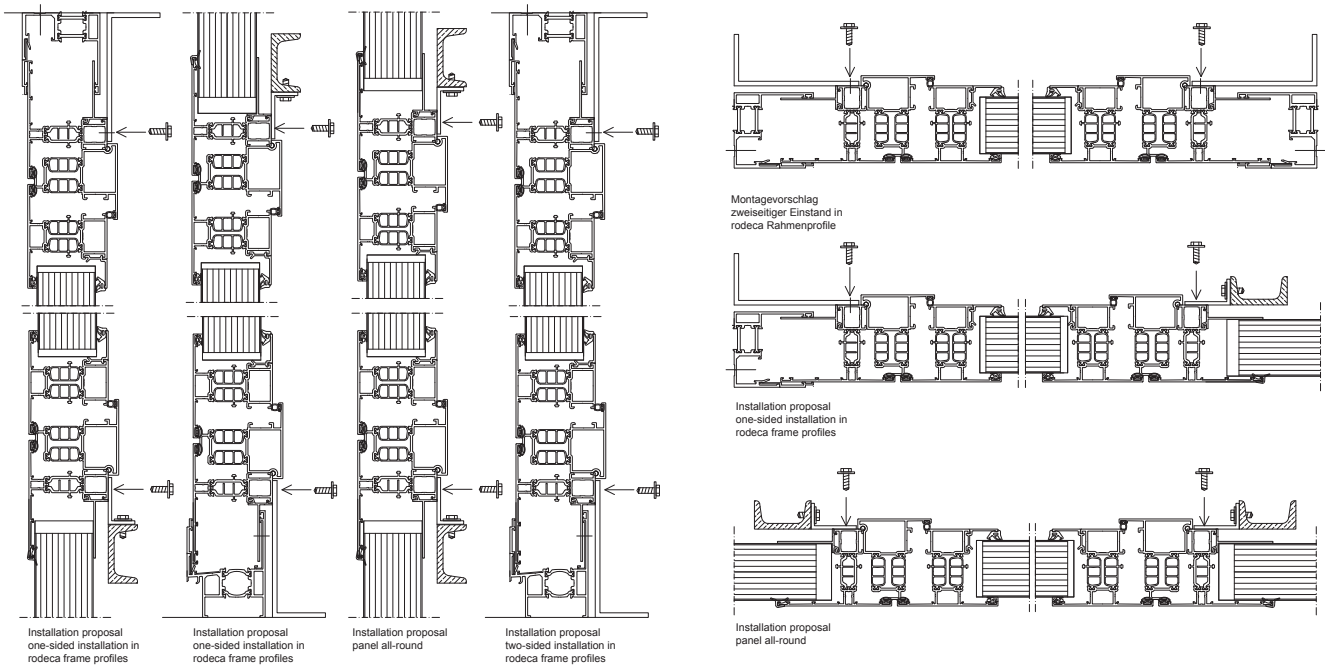 Installation proposal
one-sided installation in
rodeca frame profiles
Installation proposal
one-sided installation in
rodeca frame profiles
Installation proposal
panel all-round
Installation proposal
two-sided installation in
rodeca frame profiles
Montagevorschlag
zweiseitiger Einstand in
rodeca Rahmenprofile
Installation proposal
one-sided installation in
rodeca frame profiles
Installation proposal
panel all-round